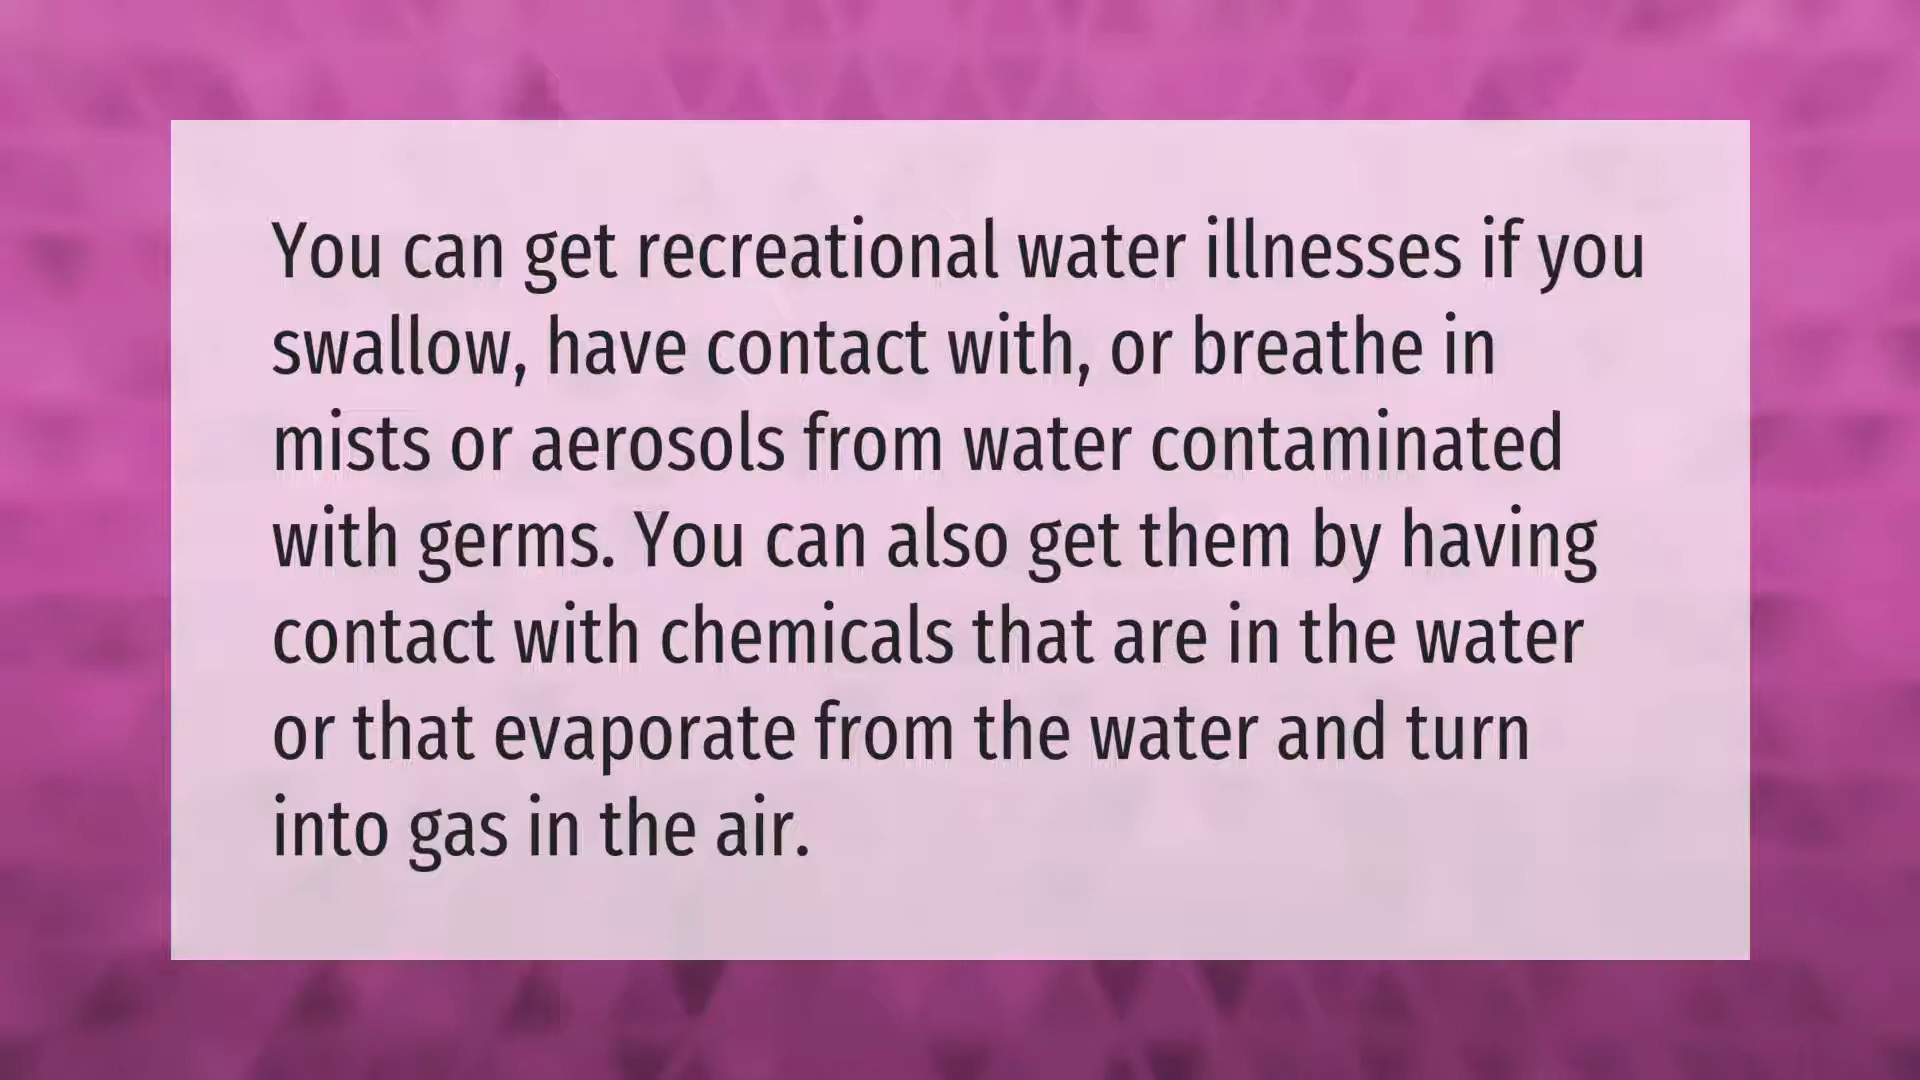 You can get recreational water illnesses if you
swallow, have contact with, or breathe in
mists or aerosols from water contaminated
with germs. You can also get them by having
contact with chemicals that are in the water
or that evaporate from the water and turn
into gas in the air.